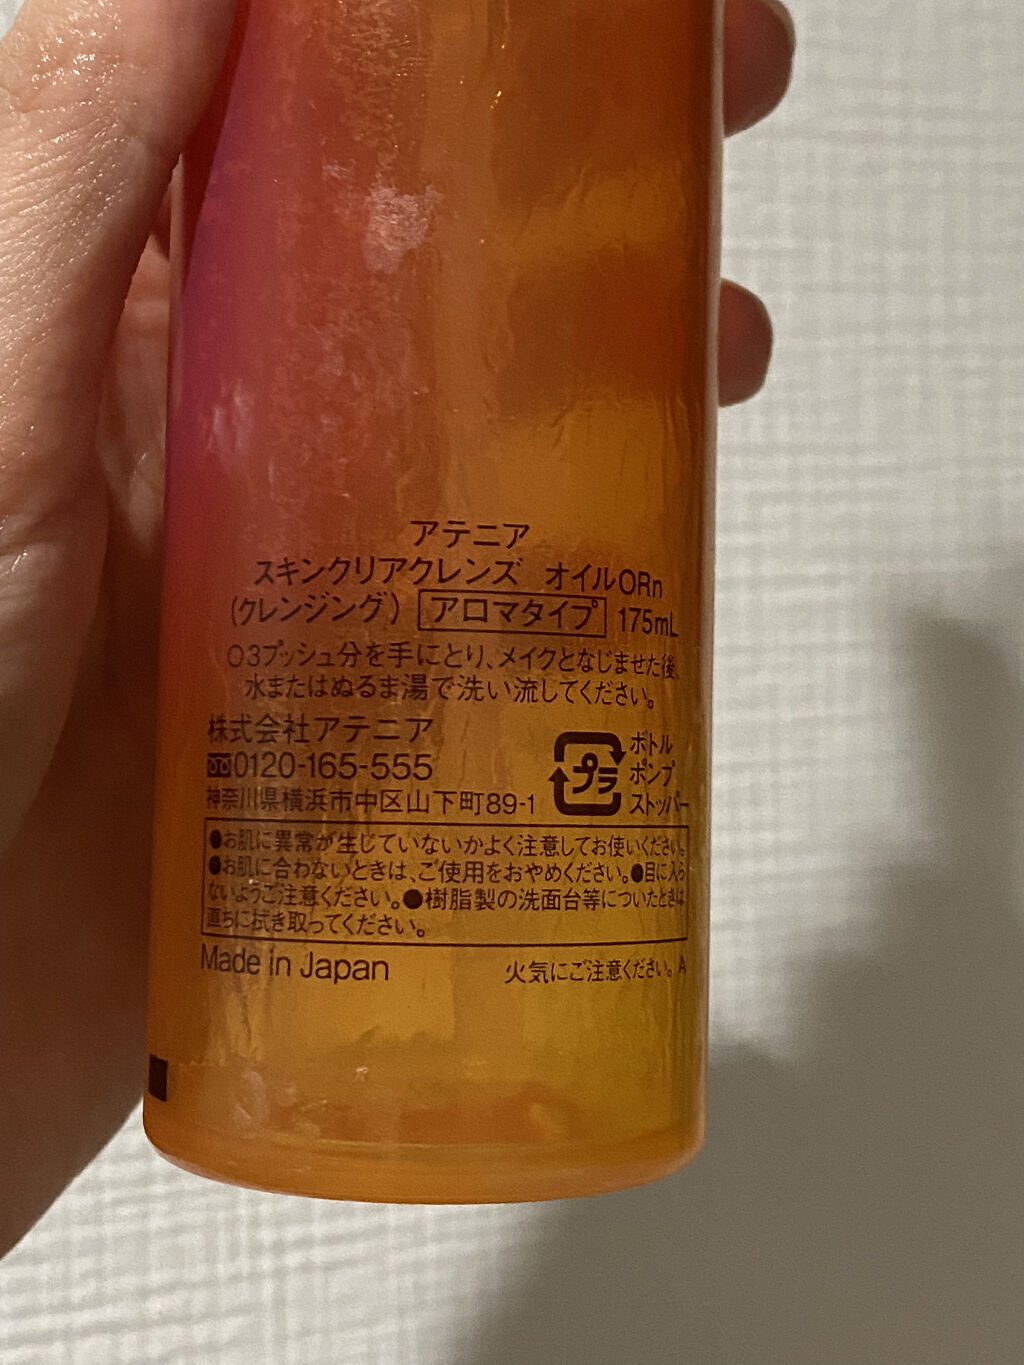 アテニア
スキンクリアクレンズ オイルORn
(クレンジング) アロマタイプ 175mL
○3プッシュ分を手にとり、メイクとなじませた後、
水またはぬるま湯で洗い流してください。
株式会社アテニア
0120-165-555
神奈川県横浜市中区山下町89-1
プラ
ボトル
ポンプ
ストッパー
●お肌に異常が生じていないかよく注意してお使いください。
●お肌に合わないときは、ご使用をおやめください。●目に入ら
ないようご注意ください。●樹脂製の洗面台等についたときは
直ちに拭き取ってください。
Made in Japan 火気にご注意ください。 A